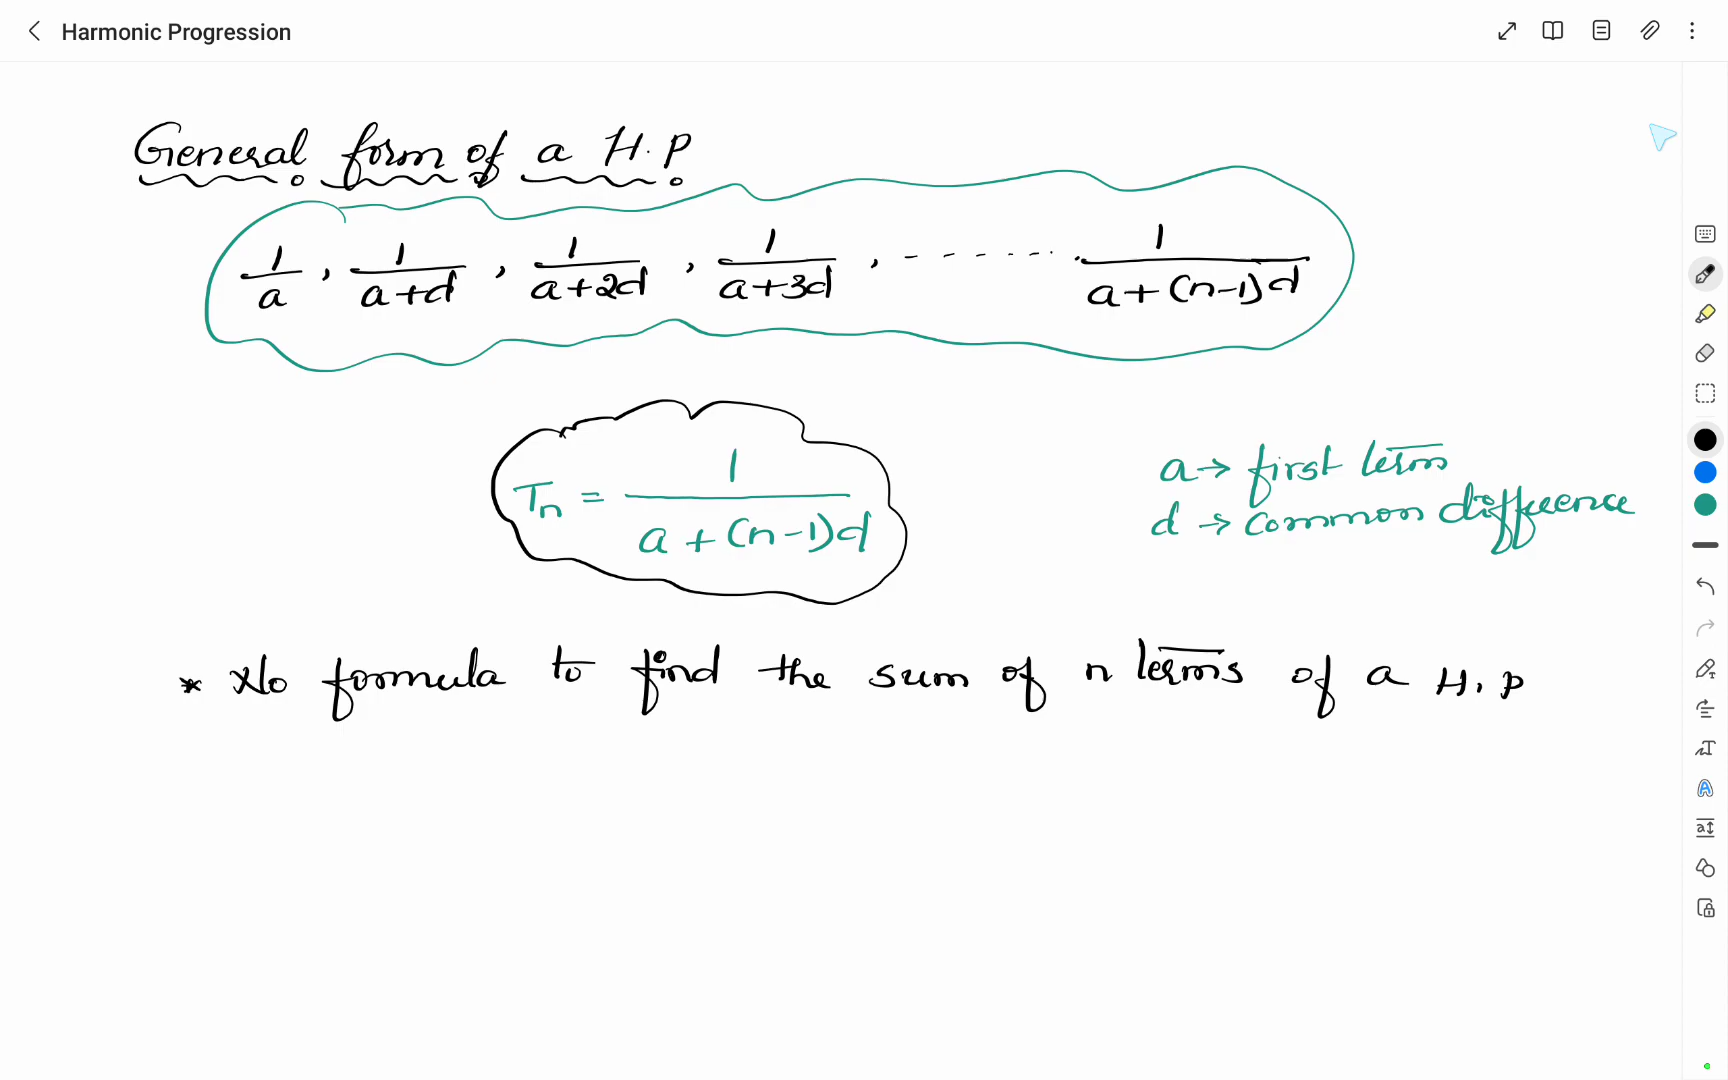 Harmonic Progression
General form of a H.P
1/a , 1/a+d , 1/a+2d , 1/a+3d , - - - - ...... 1/a+(n-1)d
Tn = 1/a+(n-1)d
a → first term
d → common difference
* No formula to find the sum of n terms of a H.P